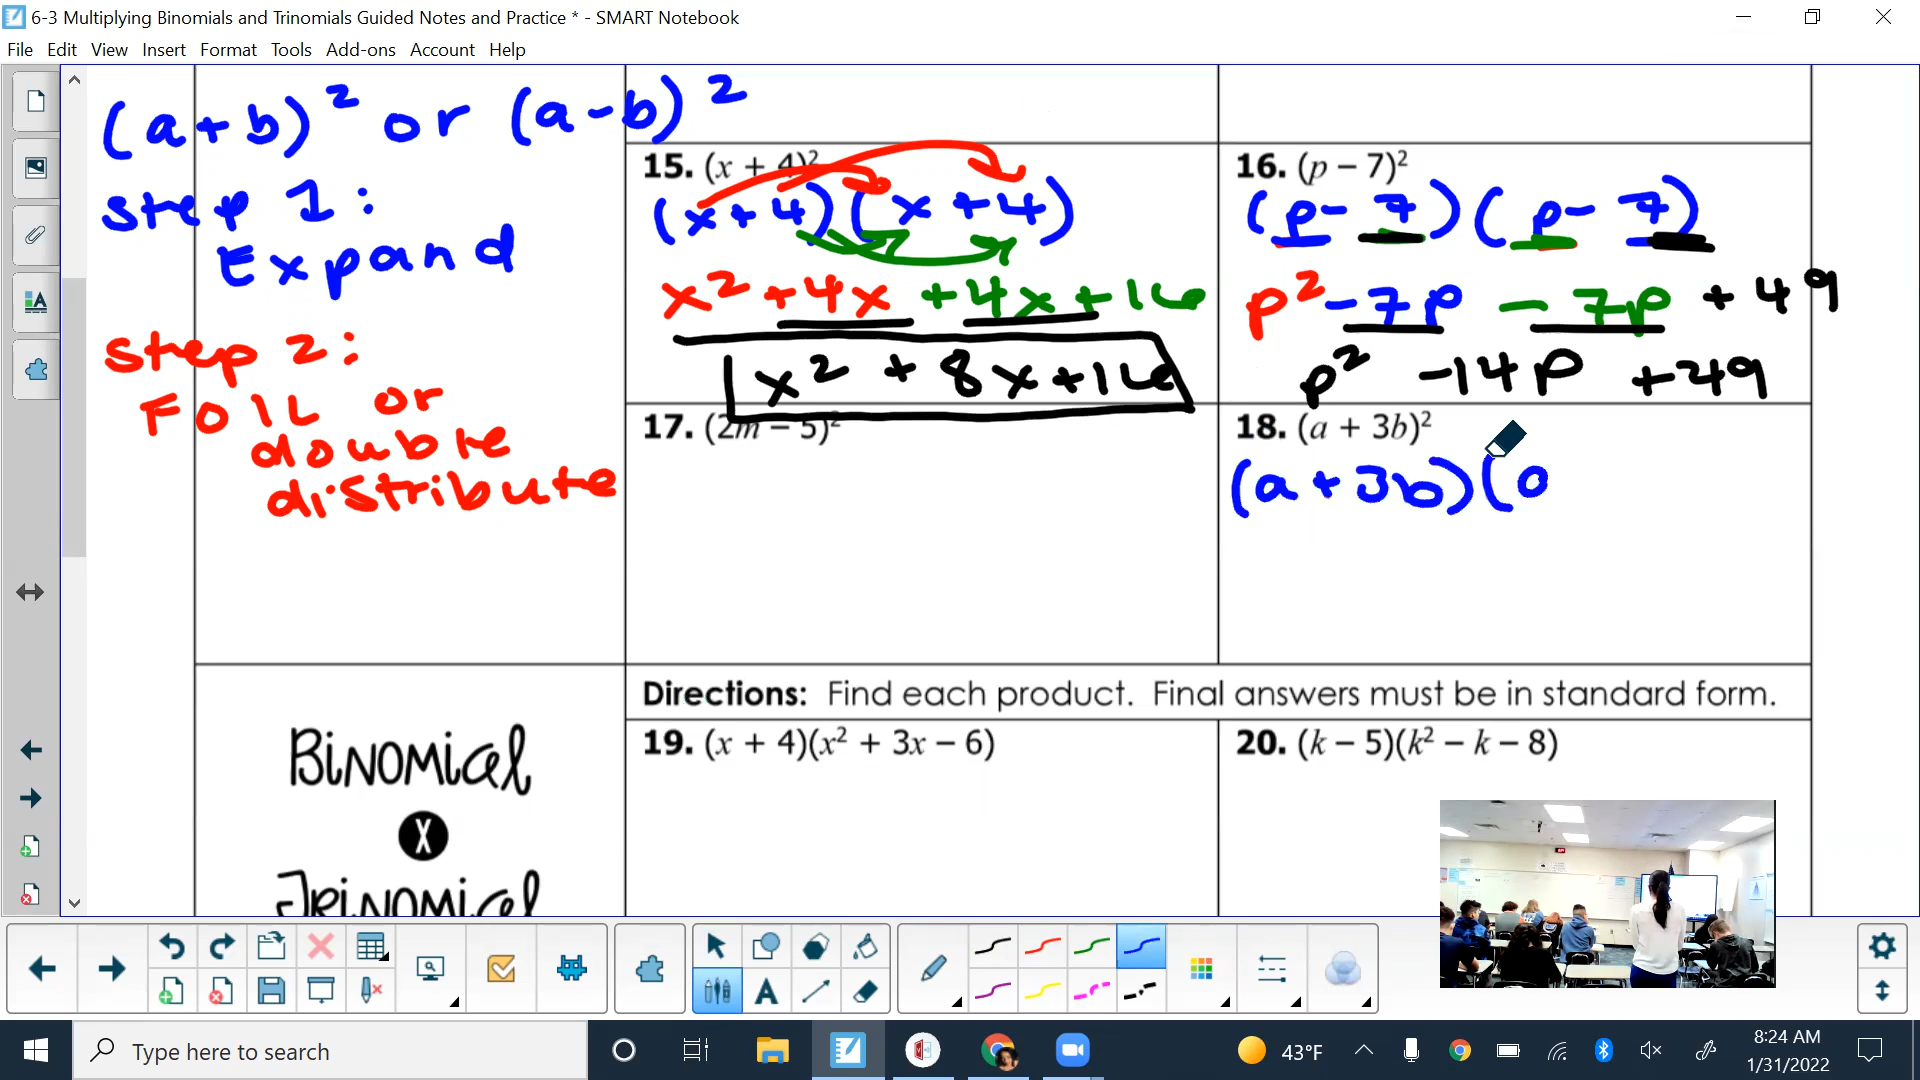 6-3 Multiplying Binomials and Trinomials Guided Notes and Practice * - SMART Notebook
File Edit View Insert Format Tools Add-ons Account Help
(a+b)² or (a-b)²
Step 1:
Expand
Step 2:
FOIL or
double
distribute
15. (x + 4)²
(x+4)(x+4)
x² +4x +4x +16
x² + 8x +16
16. (p − 7)²
(p- 7)(p- 7)
p² -7p - 7p + 49
p² -14p +49
17. (2m − 5)²
18. (a + 3b)²
(a+3b)(a
Directions: Find each product. Final answers must be in standard form.
BiNOMial
X
TRiNOMial
19. (x + 4)(x² + 3x − 6)
20. (k − 5)(k² − k − 8)
Type here to search
43°F
8:24 AM
1/31/2022